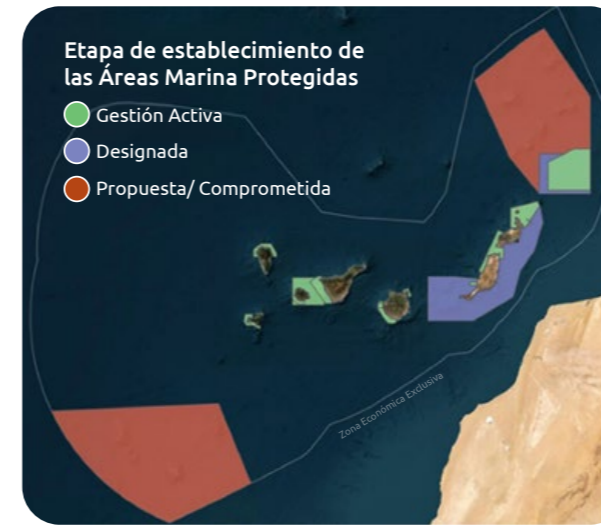 Etapa de establecimiento de
las Áreas Marina Protegidas
Gestión Activa
Designada
Propuesta/ Comprometida
Zona Económica Exclusiva